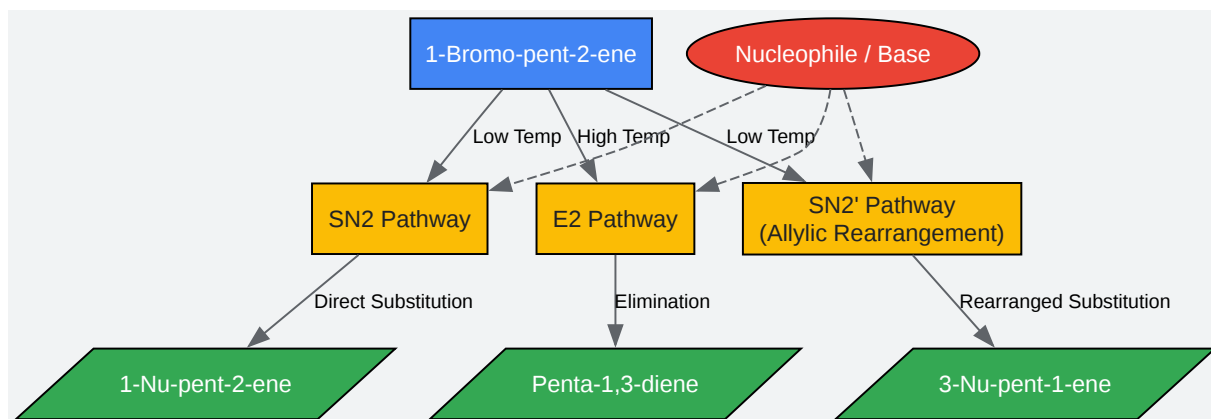 1-Bromo-pent-2-ene
Nucleophile / Base
Low Temp
High Temp
Low Temp
SN2 Pathway
E2 Pathway
SN2' Pathway
(Allylic Rearrangement)
Direct Substitution
Elimination
Rearranged Substitution
1-Nu-pent-2-ene
Penta-1,3-diene
3-Nu-pent-1-ene